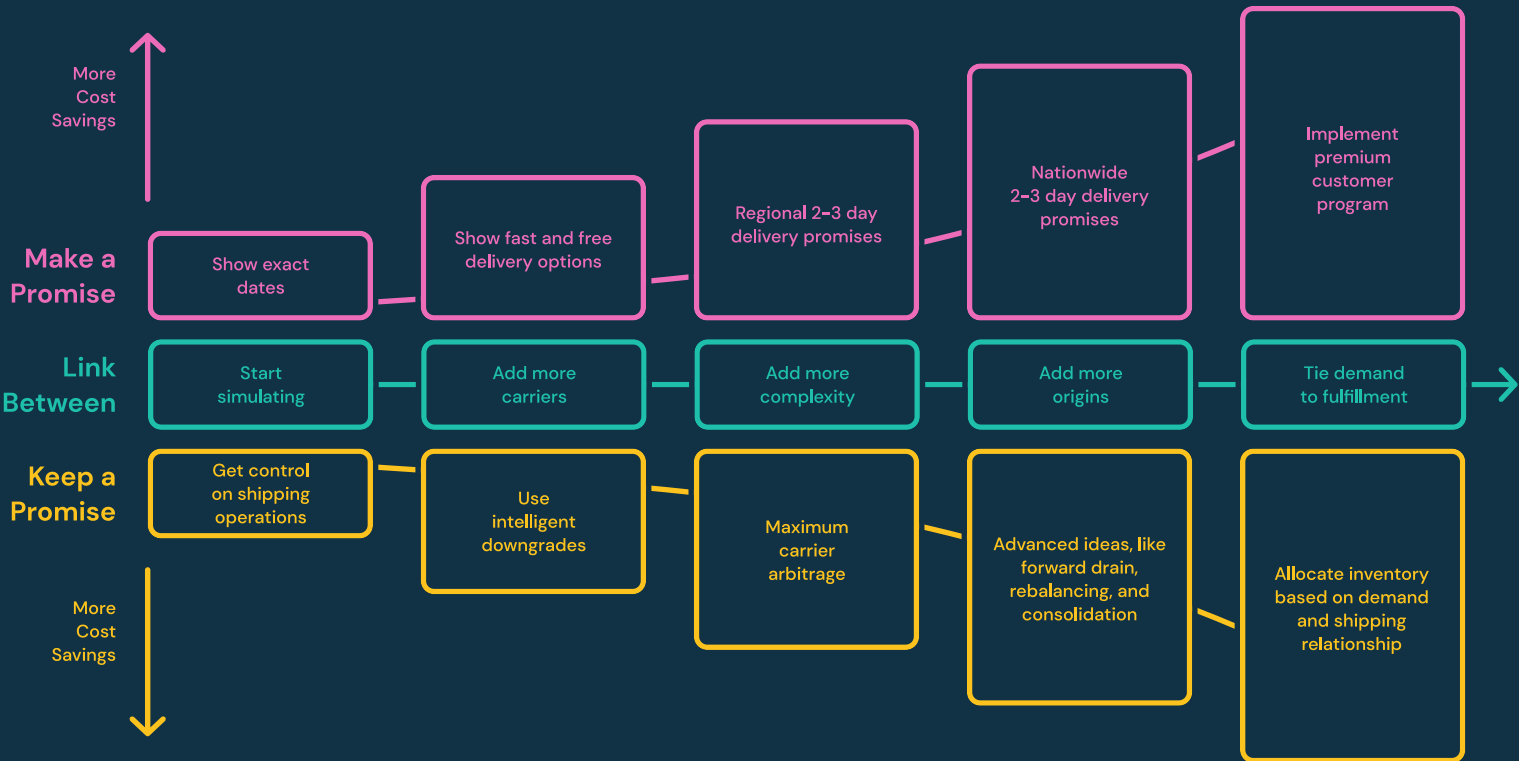 More
Cost
Savings
Make a
Promise
Show exact
dates
Show fast and free
delivery options
Regional 2-3 day
delivery promises
Nationwide
2-3 day delivery
promises
Implement
premium
customer
program
Link
Between
Start
simulating
Add more
carriers
Add more
complexity
Add more
origins
Tie demand
to fulfillment
Keep a
Promise
Get control
on shipping
operations
Use
intelligent
downgrades
Maximum
carrier
arbitrage
Advanced ideas, like
forward drain,
rebalancing, and
consolidation
Allocate inventory
based on demand
and shipping
relationship
More
Cost
Savings